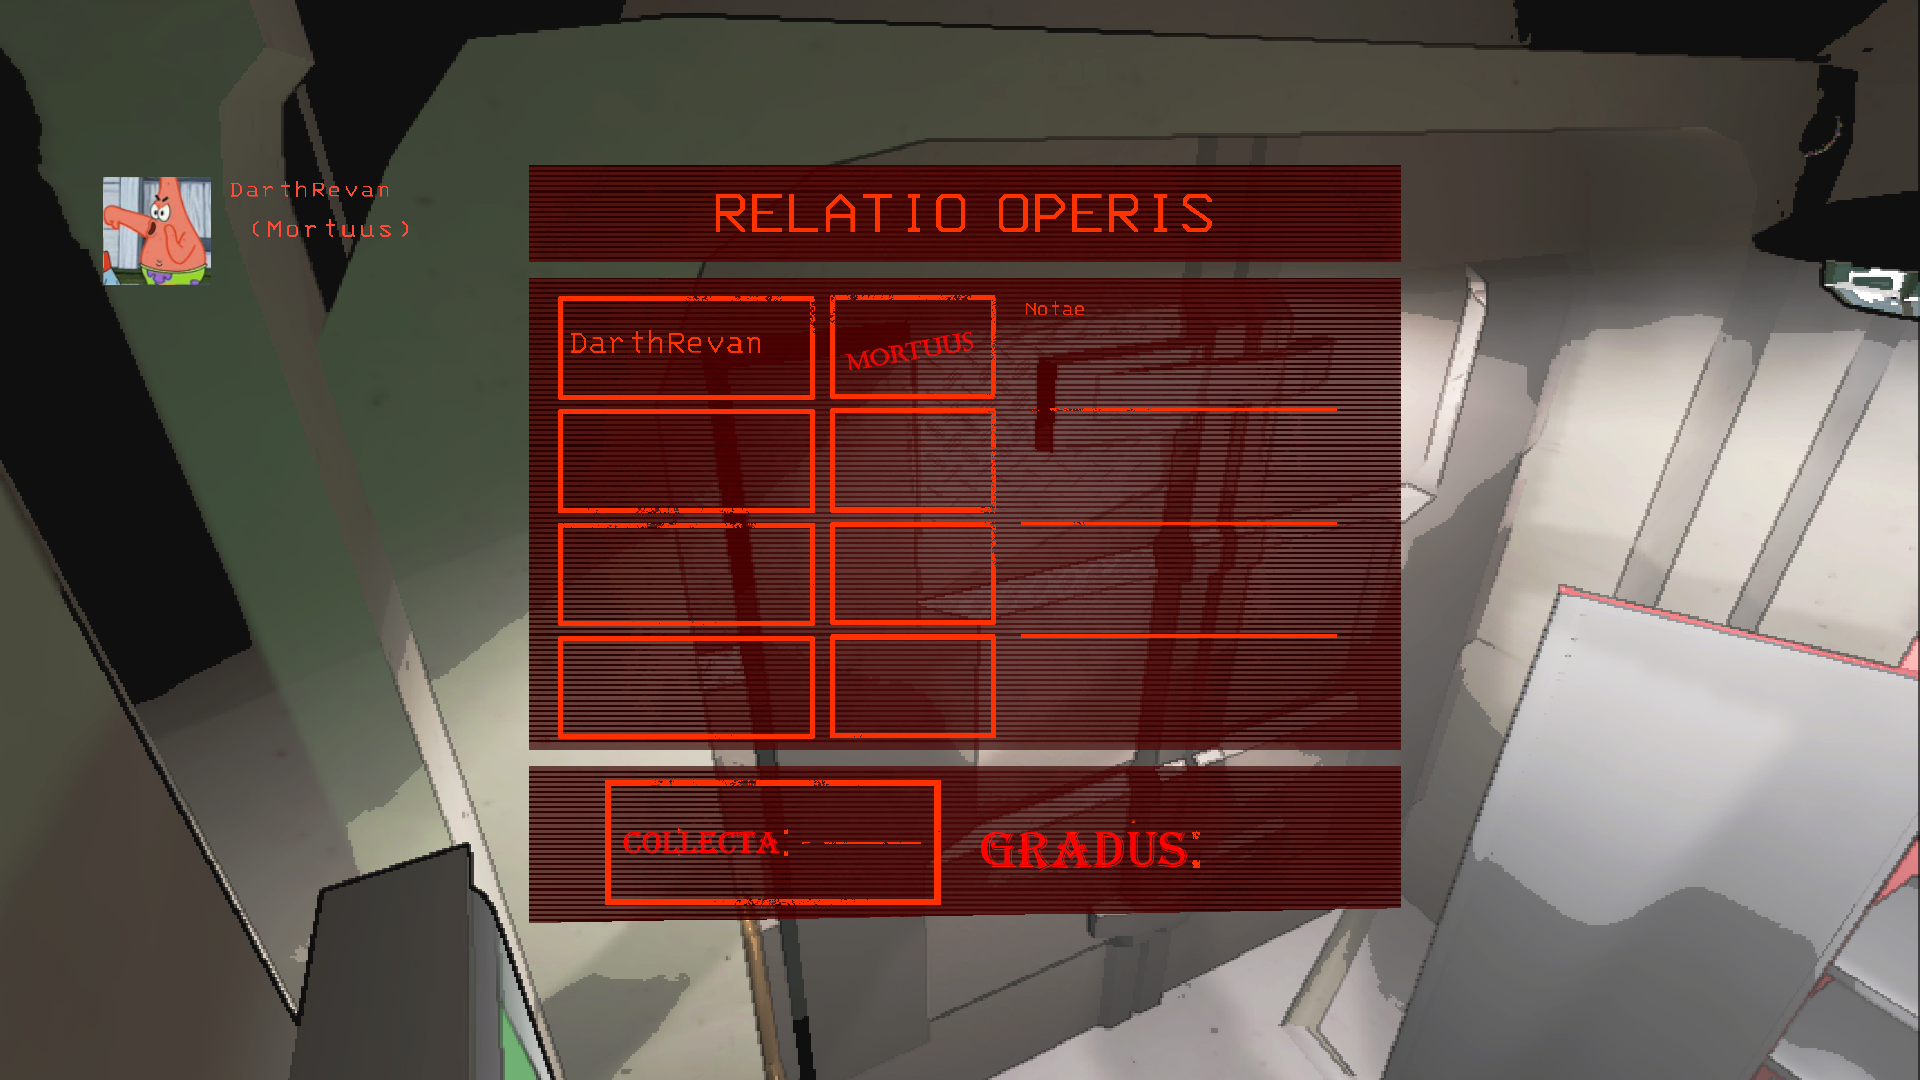 DarthRevan
(Mortuus)
RELATIO OPERIS
DarthRevan
MORTUUS
Notae
COLLECTA:
GRADUS: